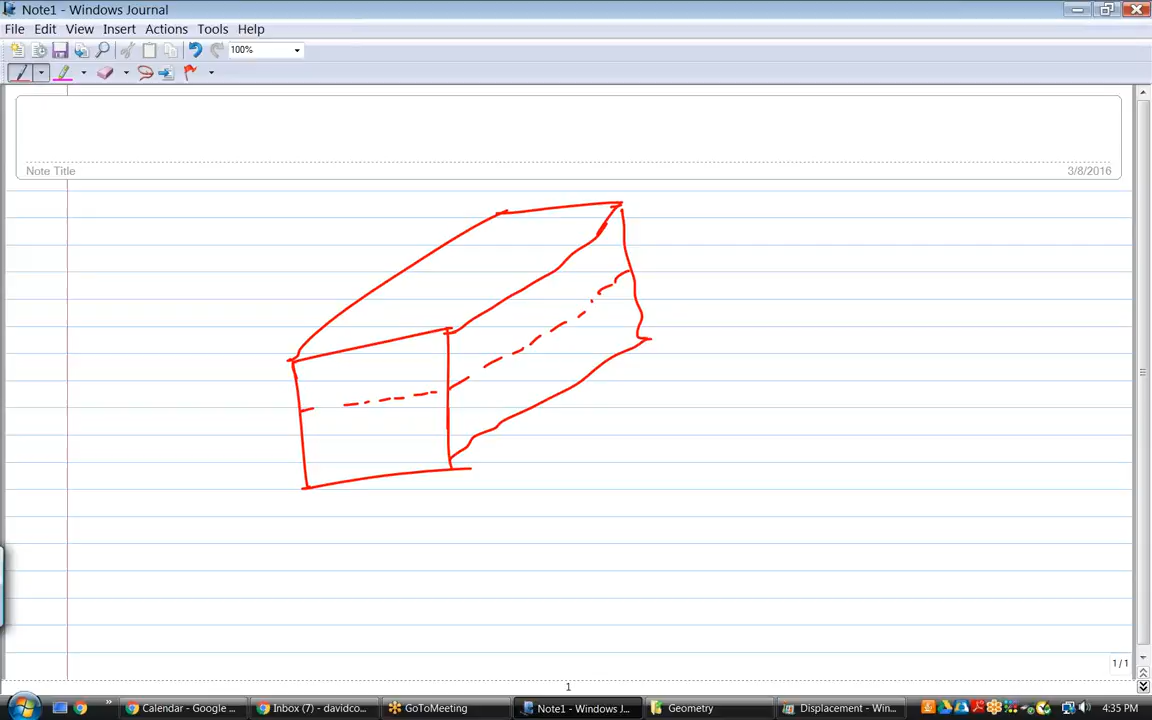 Note1 - Windows Journal
File Edit View Insert Actions Tools Help
100%
Note Title
3/8/2016
1 / 1
1
Calendar - Google ...
Inbox (7) - davidco...
GoToMeeting
Note1 - Windows J...
Geometry
Displacement - Win...
4:35 PM